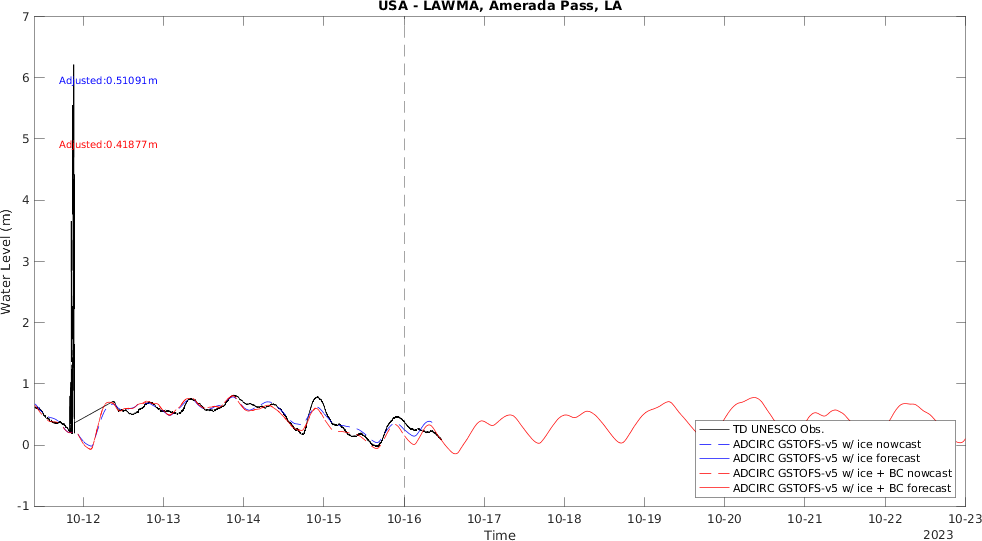 USA - LAWMA, Amerada Pass, LA
7
6
5
4
3
2
1
0
-1
Water Level (m)
Adjusted:0.51091m
Adjusted:0.41877m
TD UNESCO Obs.
ADCIRC GSTOFS-v5 w/ ice nowcast
ADCIRC GSTOFS-v5 w/ ice forecast
ADCIRC GSTOFS-v5 w/ ice + BC nowcast
ADCIRC GSTOFS-v5 w/ ice + BC forecast
10-12 10-13 10-14 10-15 10-16 10-17 10-18 10-19 10-20 10-21 10-22 10-23
Time
2023